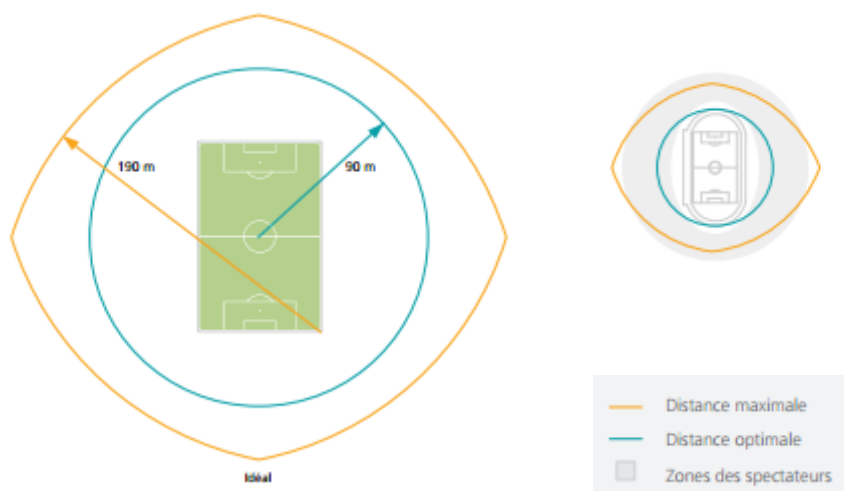 190 m
90 m
Idéal
Distance maximale
Distance optimale
Zones des spectateurs